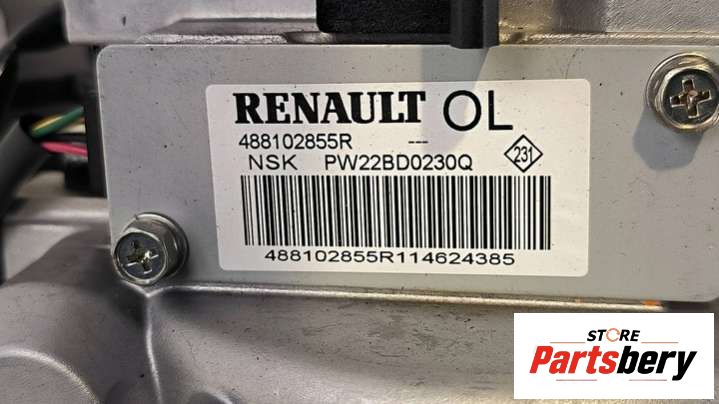 RENAULT OL
488102855R ---
NSK PW22BD0230Q 231
488102855R114624385
STORE
Partsbery